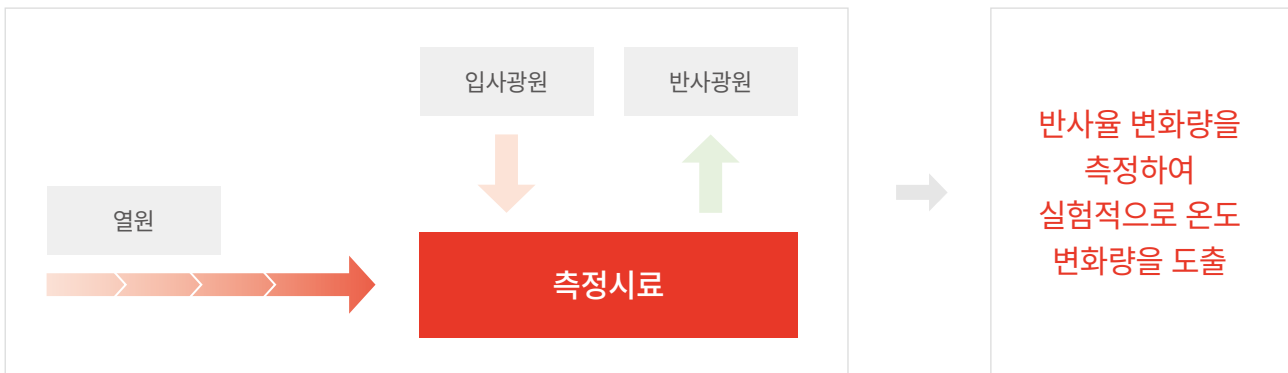 입사광원
반사광원
열원
측정시료
반사율 변화량을
측정하여
실험적으로 온도
변화량을 도출